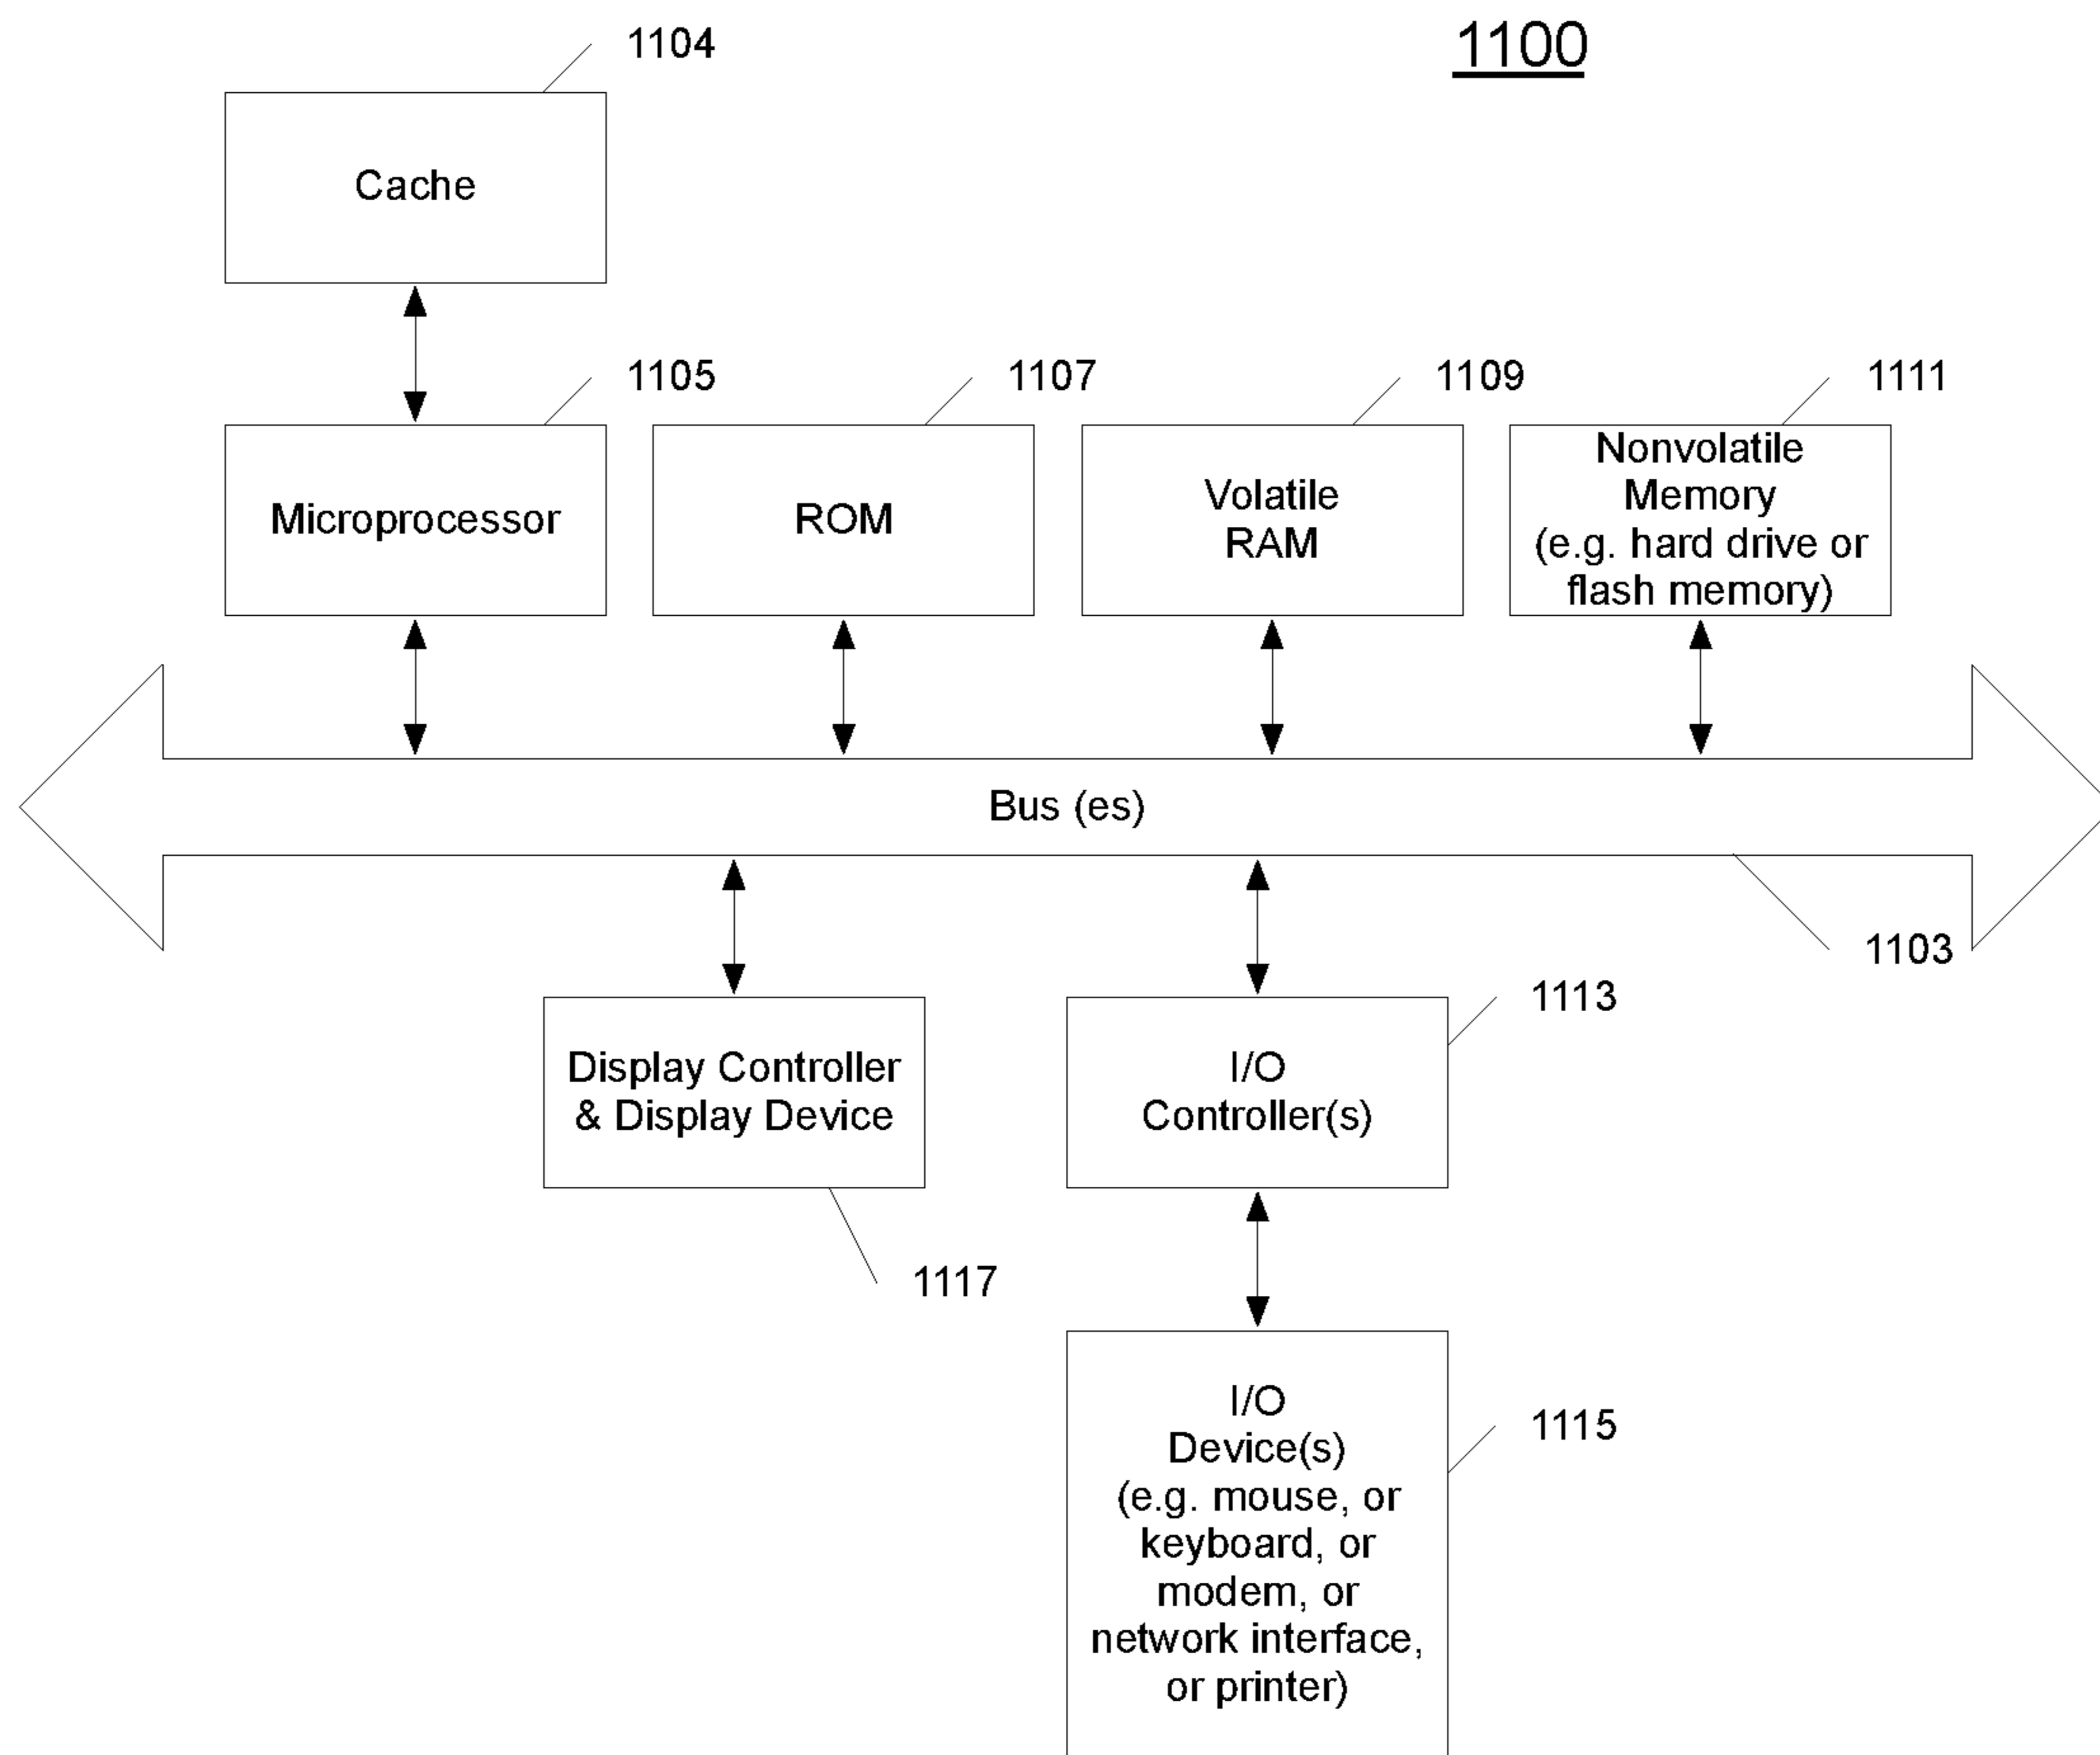 1100
1104
Cache
1105
1107
1109
1111
Microprocessor
ROM
Volatile
RAM
Nonvolatile
Memory
(e.g. hard drive or
flash memory)
Bus (es)
1103
Display Controller
& Display Device
1117
1113
I/O
Controller(s)
1115
I/O
Device(s)
(e.g. mouse, or
keyboard, or
modem, or
network interface,
or printer)